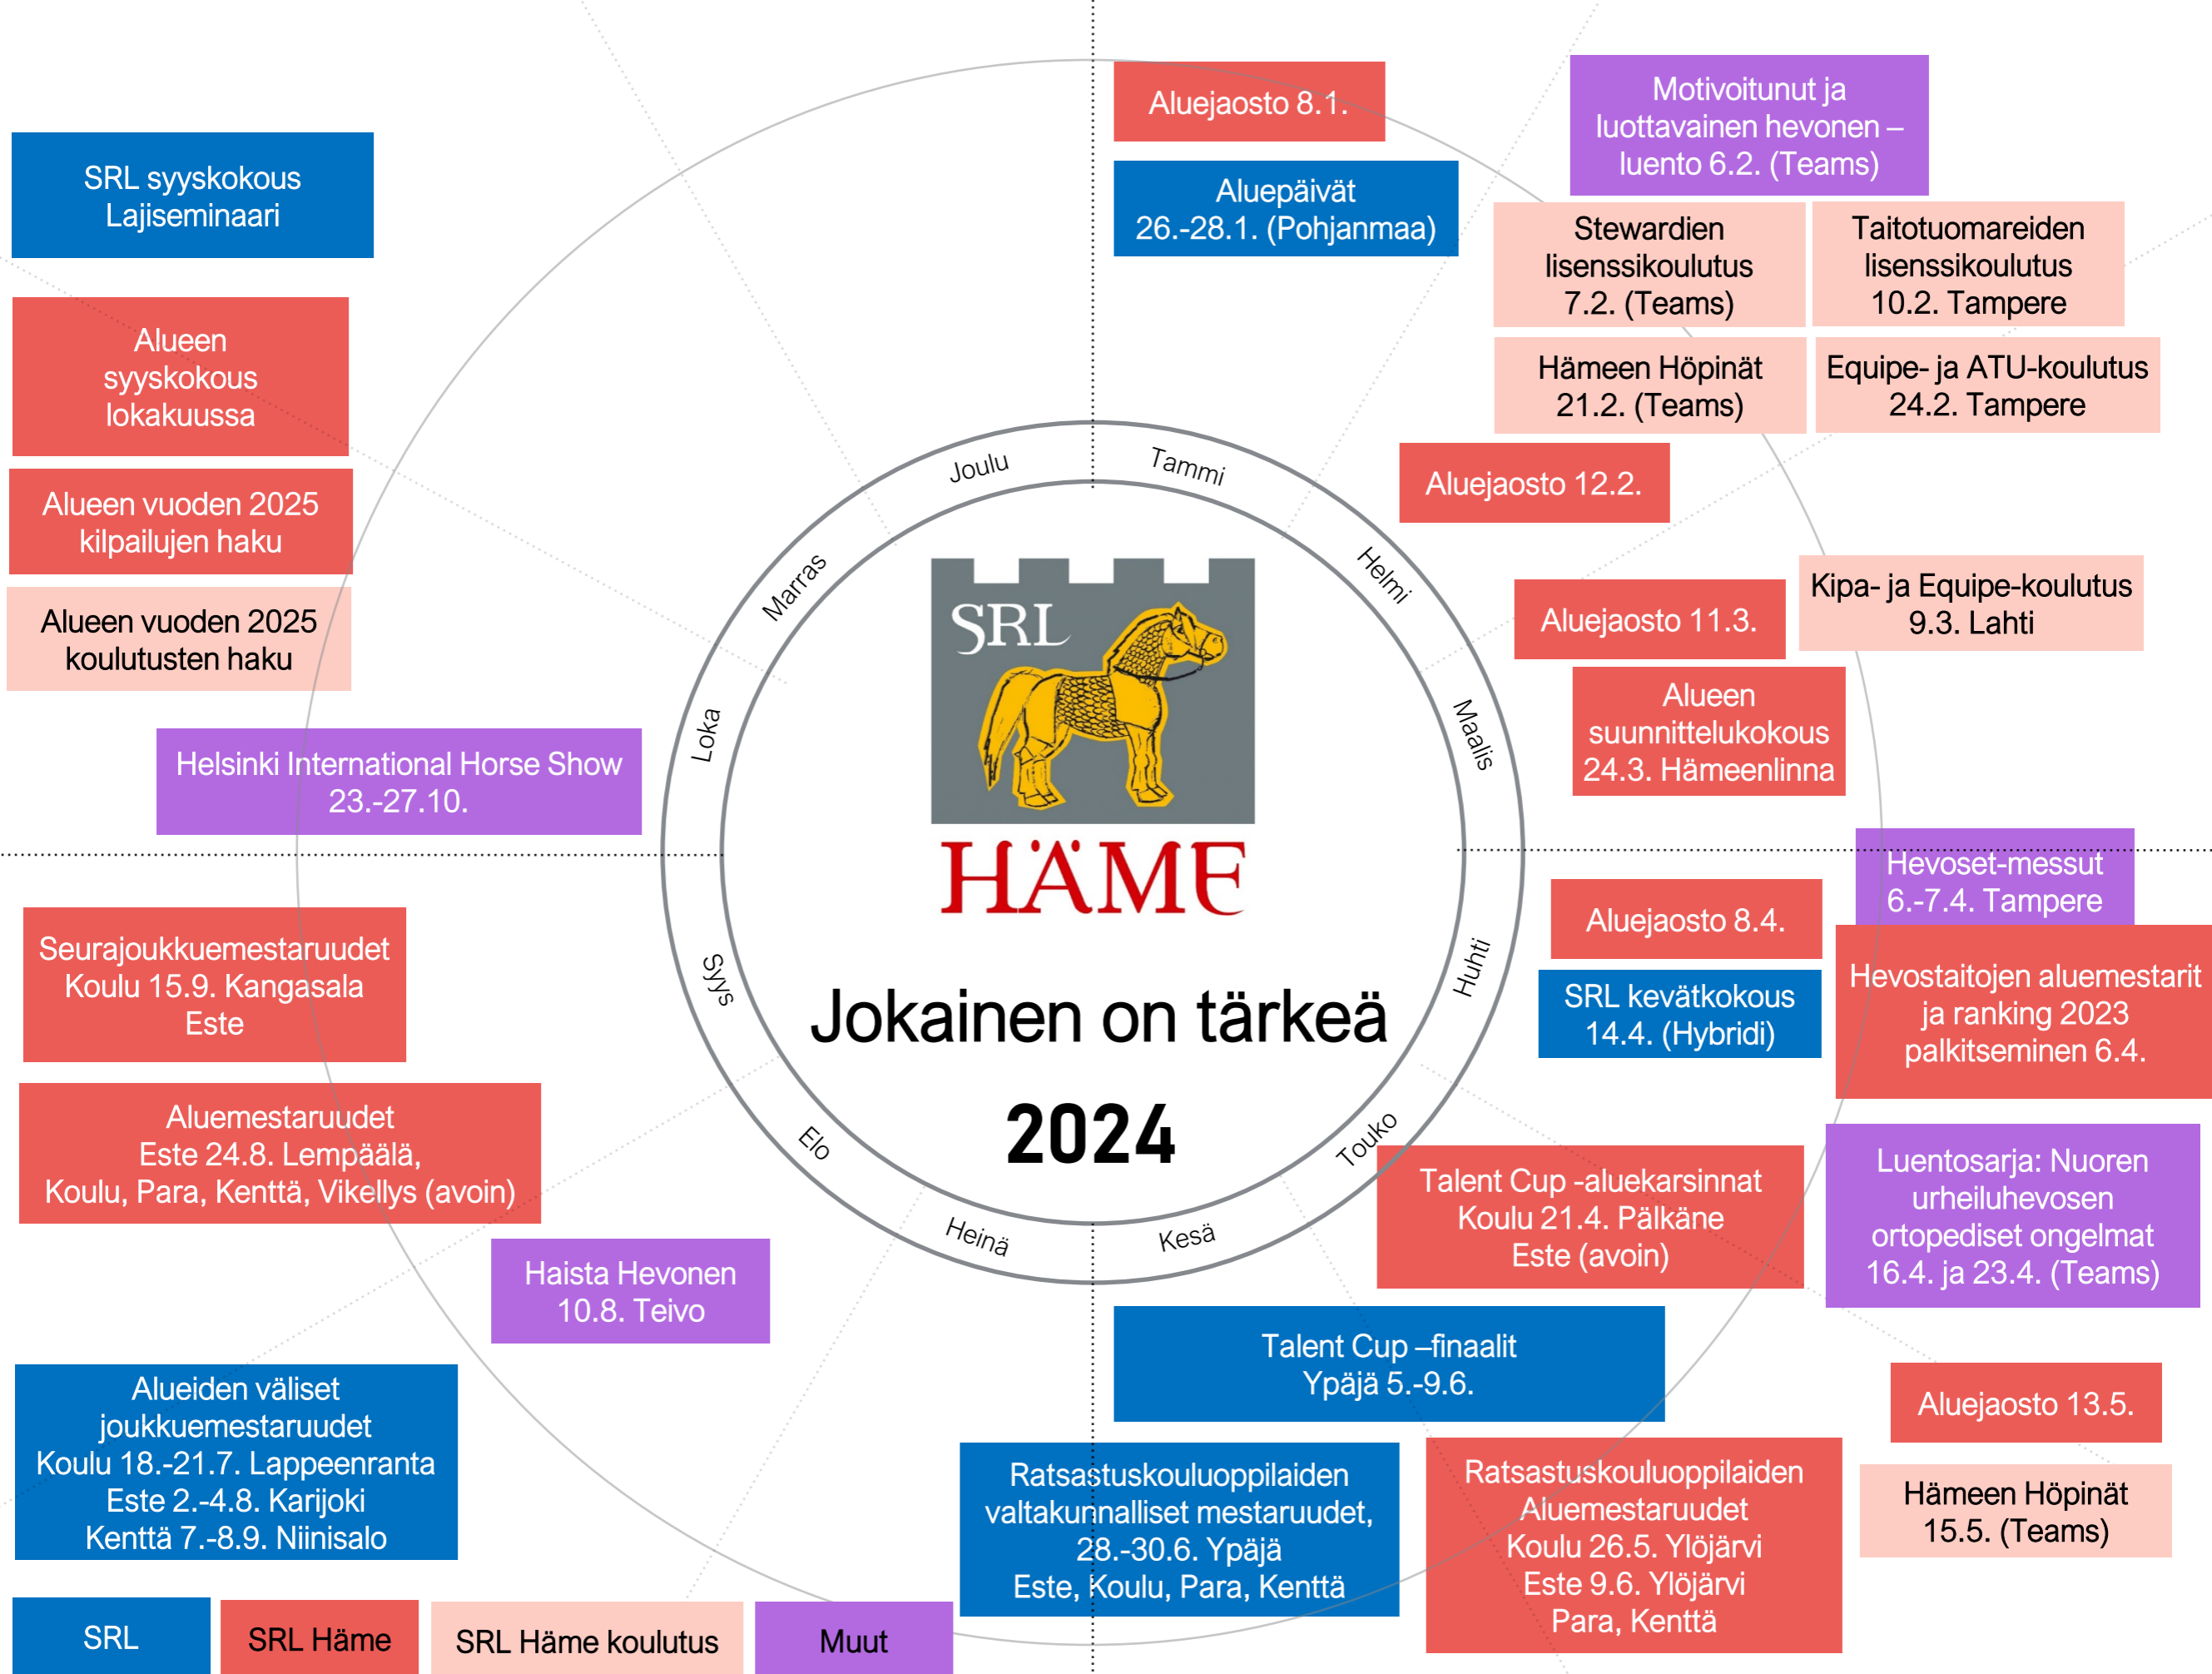 Aluejaosto 8.1.
Aluepäivät
26.-28.1. (Pohjanmaa)
Motivoitunut ja
luottavainen hevonen –
luento 6.2. (Teams)
Stewardien
lisenssikoulutus
7.2. (Teams)
Taitotuomareiden
lisenssikoulutus
10.2. Tampere
Hämeen Höpinät
21.2. (Teams)
Equipe- ja ATU-koulutus
24.2. Tampere
Aluejaosto 12.2.
Kipa- ja Equipe-koulutus
9.3. Lahti
Aluejaosto 11.3.
Alueen
suunnittelukokous
24.3. Hämeenlinna
Hevoset-messut
6.-7.4. Tampere
Aluejaosto 8.4.
SRL kevätkokous
14.4. (Hybridi)
Hevostaitojen aluemestarit
ja ranking 2023
palkitseminen 6.4.
Talent Cup -aluekarsinnat
Koulu 21.4. Pälkäne
Este (avoin)
Luentosarja: Nuoren
urheiluhevosen
ortopediset ongelmat
16.4. ja 23.4. (Teams)
Aluejaosto 13.5.
Hämeen Höpinät
15.5. (Teams)
Talent Cup –finaalit
Ypäjä 5.-9.6.
Ratsastuskouluoppilaiden
Aluemestaruudet
Koulu 26.5. Ylöjärvi
Este 9.6. Ylöjärvi
Para, Kenttä
Ratsastuskouluoppilaiden
valtakunnalliset mestaruudet,
28.-30.6. Ypäjä
Este, Koulu, Para, Kenttä
Haista Hevonen
10.8. Teivo
Alueiden väliset
joukkuemestaruudet
Koulu 18.-21.7. Lappeenranta
Este 2.-4.8. Karijoki
Kenttä 7.-8.9. Niinisalo
Aluemestaruudet
Este 24.8. Lempäälä,
Koulu, Para, Kenttä, Vikellys (avoin)
Seurajoukkuemestaruudet
Koulu 15.9. Kangasala
Este
Helsinki International Horse Show
23.-27.10.
Alueen vuoden 2025
koulutusten haku
Alueen vuoden 2025
kilpailujen haku
Alueen
syyskokous
lokakuussa
SRL syyskokous
Lajiseminaari
Tammi
Helmi
Maalis
Huhti
Touko
Kesä
Heinä
Elo
Syys
Loka
Marras
Joulu
SRL
HÄME
Jokainen on tärkeä
2024
SRL
SRL Häme
SRL Häme koulutus
Muut